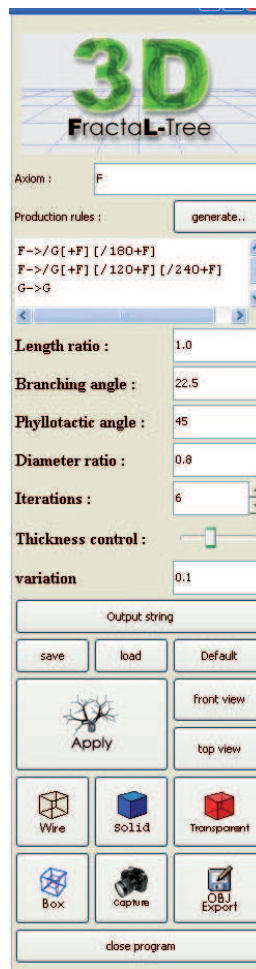 3D
FractaL-Tree
Axiom : F
Production rules : generate..
F->/G[+F][/180+F]
F->/G[+F][/120+F][/240+F]
G->G
Length ratio : 1.0
Branching angle : 22.5
Phyllotactic angle : 45
Diameter ratio : 0.8
Iterations : 6
Thickness control :
variation 0.1
Output string
save load Default
Apply
front view
top view
Wire Solid Transparent
Box Capture OBJ Export
close program